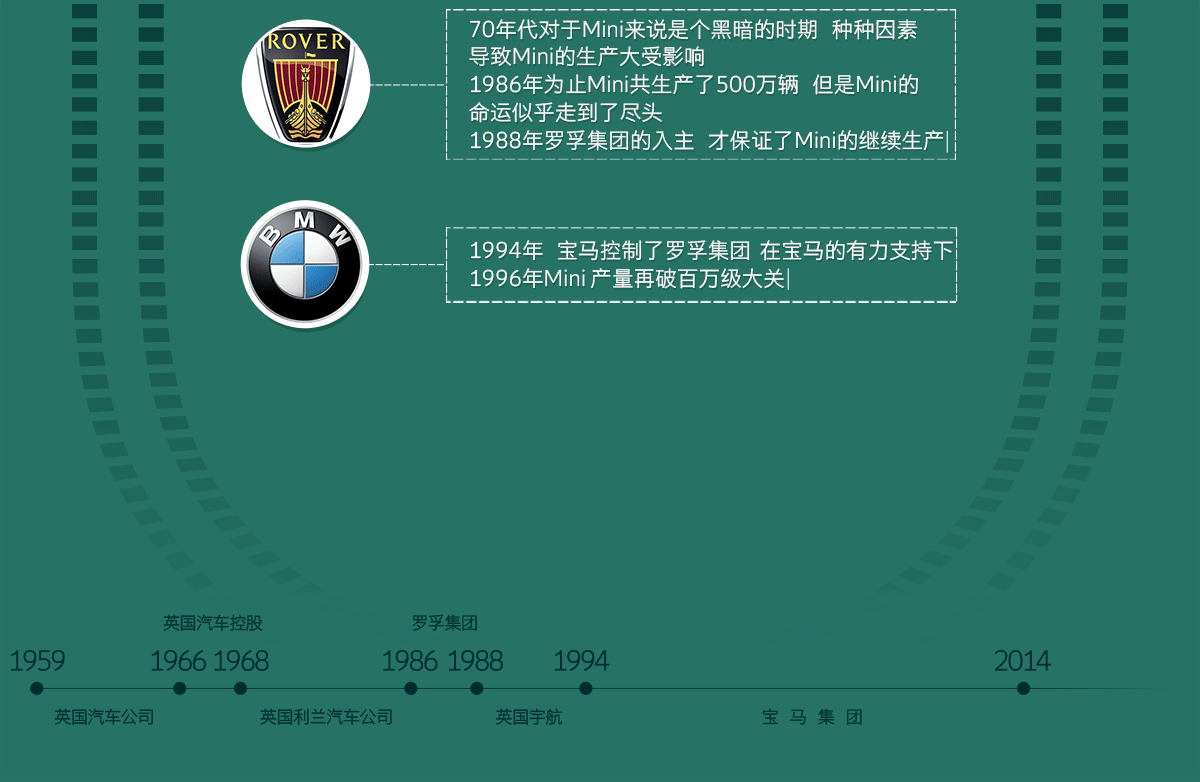 ROVER
70年代对于Mini来说是个黑暗的时期 种种因素
导致Mini的生产大受影响
1986年为止Mini共生产了500万辆 但是Mini的
命运似乎走到了尽头
1988年罗孚集团的入主 才保证了Mini的继续生产|
BMW
1994年 宝马控制了罗孚集团 在宝马的有力支持下
1996年Mini 产量再破百万级大关|
英国汽车控股 罗孚集团
1959 1966 1968 1986 1988 1994 2014
英国汽车公司 英国利兰汽车公司 英国宇航 宝马集团